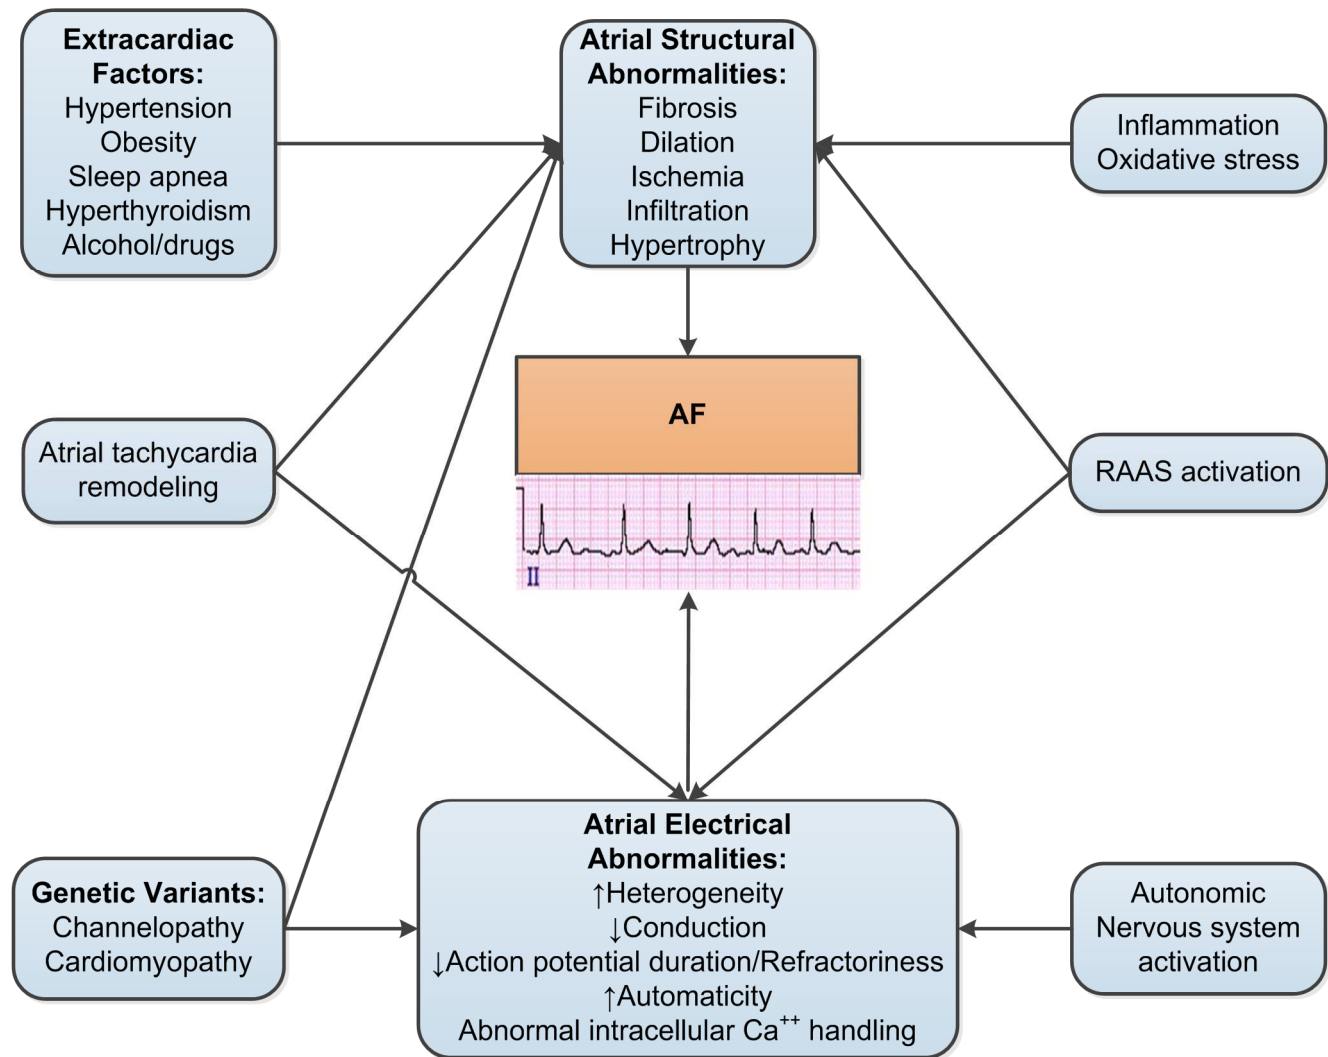 Extracardiac
Factors:
Hypertension
Obesity
Sleep apnea
Hyperthyroidism
Alcohol/drugs
Atrial Structural
Abnormalities:
Fibrosis
Dilation
Ischemia
Infiltration
Hypertrophy
Inflammation
Oxidative stress
Atrial tachycardia
remodeling
AF
II
RAAS activation
Genetic Variants:
Channelopathy
Cardiomyopathy
Atrial Electrical
Abnormalities:
↑Heterogeneity
↓Conduction
↓Action potential duration/Refractoriness
↑Automaticity
Abnormal intracellular Ca⁺⁺ handling
Autonomic
Nervous system
activation